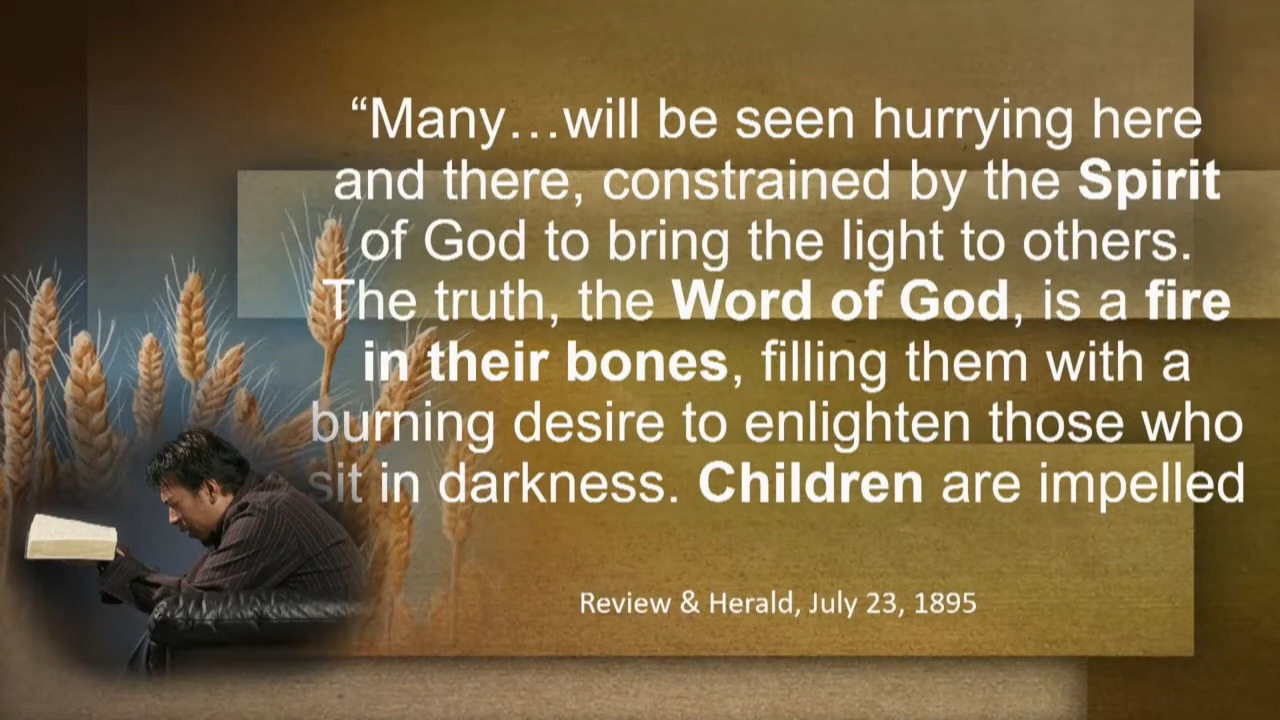 “Many…will be seen hurrying here
and there, constrained by the Spirit
of God to bring the light to others.
The truth, the Word of God, is a fire
in their bones, filling them with a
burning desire to enlighten those who
sit in darkness. Children are impelled
Review & Herald, July 23, 1895